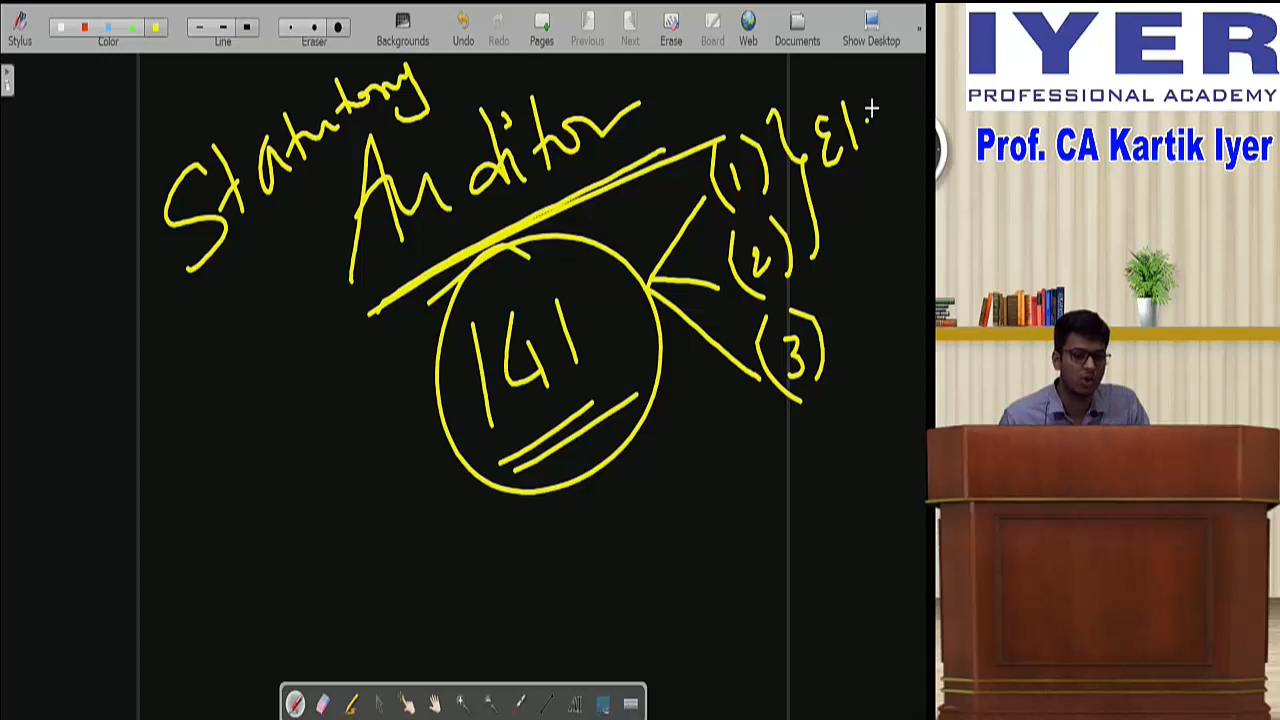 Stylus
Color
Line
Eraser
Backgrounds
Undo
Redo
Pages
Previous
Next
Erase
Board
Web
Documents
Show Desktop
IYER
PROFESSIONAL ACADEMY
Prof. CA Kartik Iyer
Statutory
Auditor
141
(1)
(2)
(3)